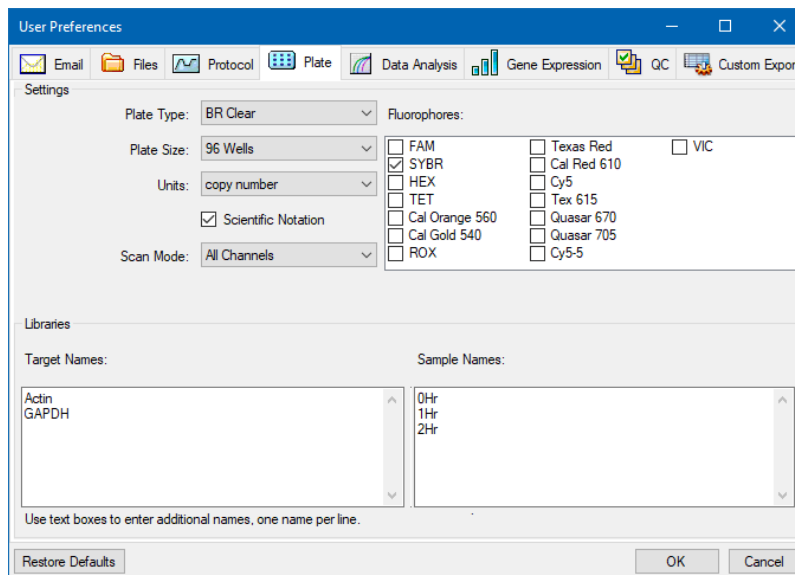 User Preferences
Email Files Protocol Plate Data Analysis Gene Expression QC Custom Expor
Settings
Plate Type: BR Clear
Plate Size: 96 Wells
Units: copy number
Scientific Notation
Scan Mode: All Channels
Fluorophores:
FAM Texas Red VIC
SYBR Cal Red 610
HEX Cy5
TET Tex 615
Cal Orange 560 Quasar 670
Cal Gold 540 Quasar 705
ROX Cy5-5
Libraries
Target Names: Sample Names:
Actin 0Hr
GAPDH 1Hr
2Hr
Use text boxes to enter additional names, one name per line.
Restore Defaults OK Cancel